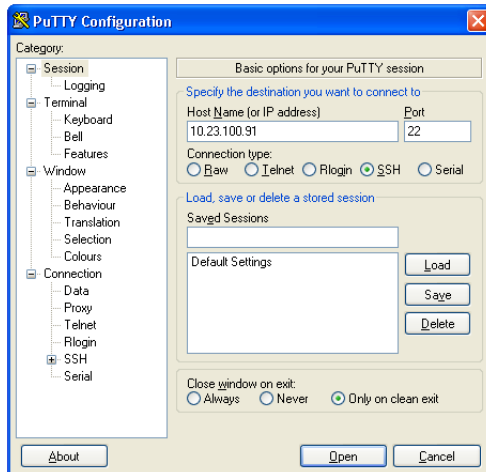 PuTTY Configuration
Category:
Session
Logging
Terminal
Keyboard
Bell
Features
Window
Appearance
Behaviour
Translation
Selection
Colours
Connection
Data
Proxy
Telnet
Rlogin
SSH
Serial
Basic options for your PuTTY session
Specify the destination you want to connect to
Host Name (or IP address) Port
10.23.100.91 22
Connection type:
Raw Telnet Rlogin SSH Serial
Load, save or delete a stored session
Saved Sessions
Default Settings
Load
Save
Delete
Close window on exit:
Always Never Only on clean exit
About Open Cancel